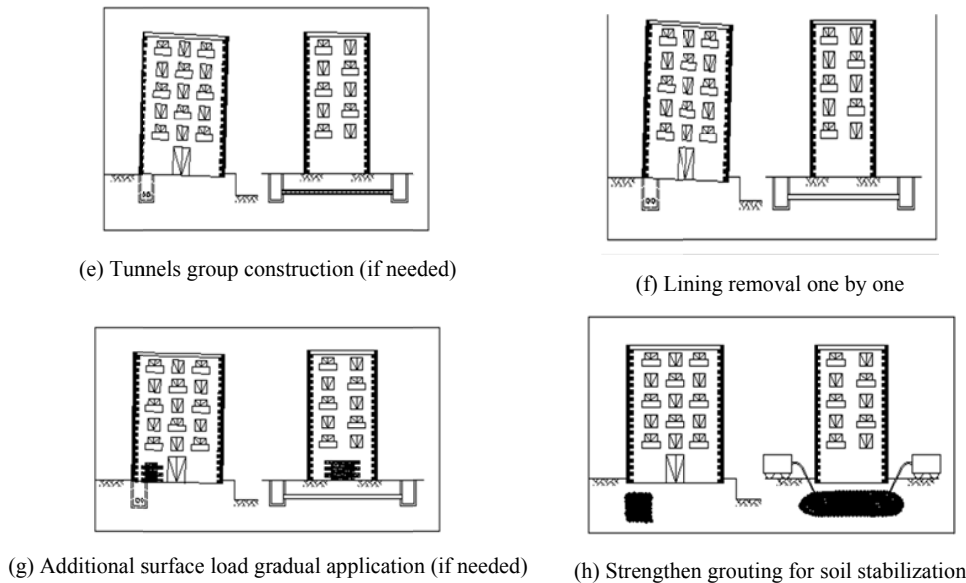 (e) Tunnels group construction (if needed)
(f) Lining removal one by one
(g) Additional surface load gradual application (if needed)
(h) Strengthen grouting for soil stabilization